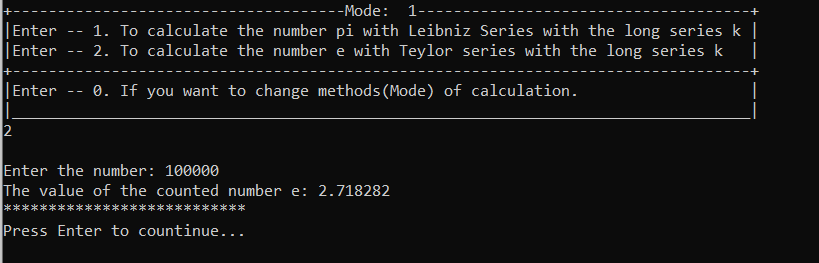 +-------------------------------------Mode:  1-------------------------------------+
|Enter -- 1. To calculate the number pi with Leibniz Series with the long series k |
|Enter -- 2. To calculate the number e with Teylor series with the long series k   |
+----------------------------------------------------------------------------------+
|Enter -- 0. If you want to change methods(Mode) of calculation.                   |
|__________________________________________________________________________________|
2
Enter the number: 100000
The value of the counted number e: 2.718282
***************************
Press Enter to countinue...